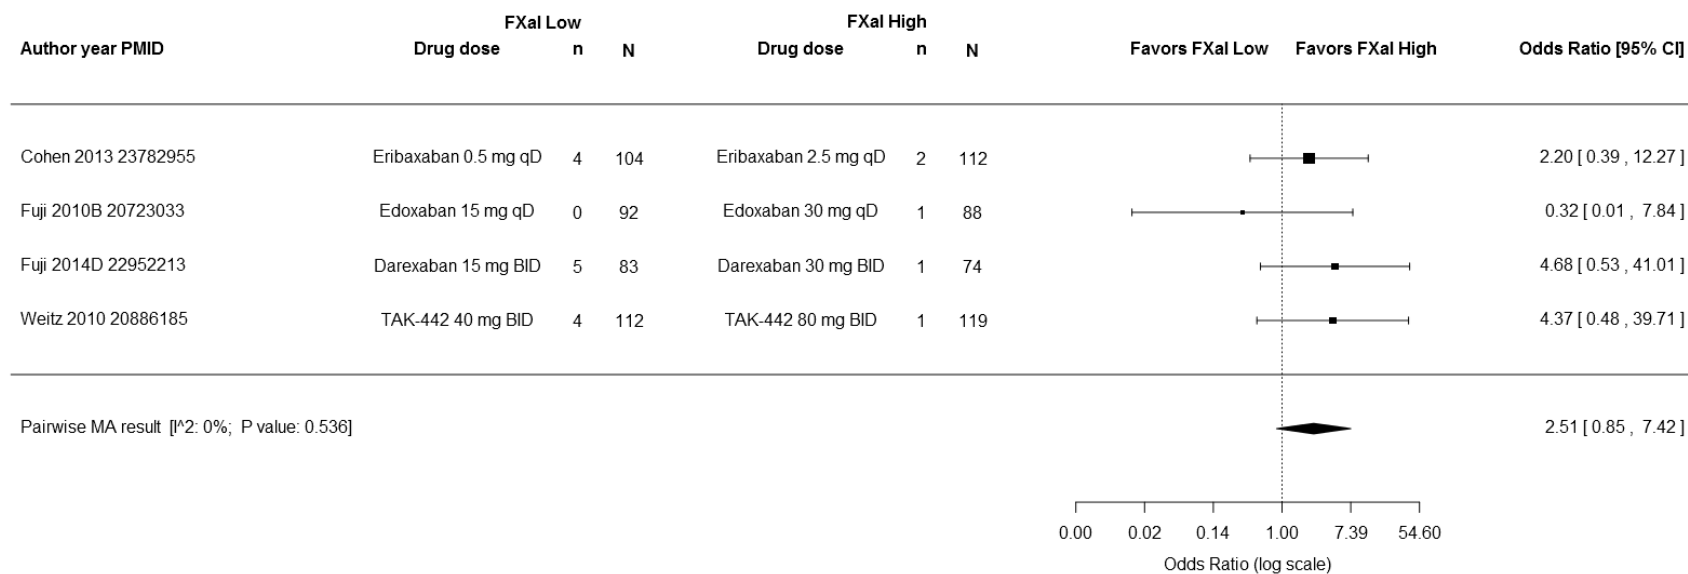 FXaI Low FXaI High
Author year PMID Drug dose n N Drug dose n N Favors FXaI Low Favors FXaI High Odds Ratio [95% CI]
Cohen 2013 23782955 Eribaxaban 0.5 mg qD 4 104 Eribaxaban 2.5 mg qD 2 112 2.20 [ 0.39 , 12.27 ]
Fuji 2010B 20723033 Edoxaban 15 mg qD 0 92 Edoxaban 30 mg qD 1 88 0.32 [ 0.01 , 7.84 ]
Fuji 2014D 22952213 Darexaban 15 mg BID 5 83 Darexaban 30 mg BID 1 74 4.68 [ 0.53 , 41.01 ]
Weitz 2010 20886185 TAK-442 40 mg BID 4 112 TAK-442 80 mg BID 1 119 4.37 [ 0.48 , 39.71 ]
Pairwise MA result [I^2: 0%; P value: 0.536] 2.51 [ 0.85 , 7.42 ]
0.00 0.02 0.14 1.00 7.39 54.60
Odds Ratio (log scale)